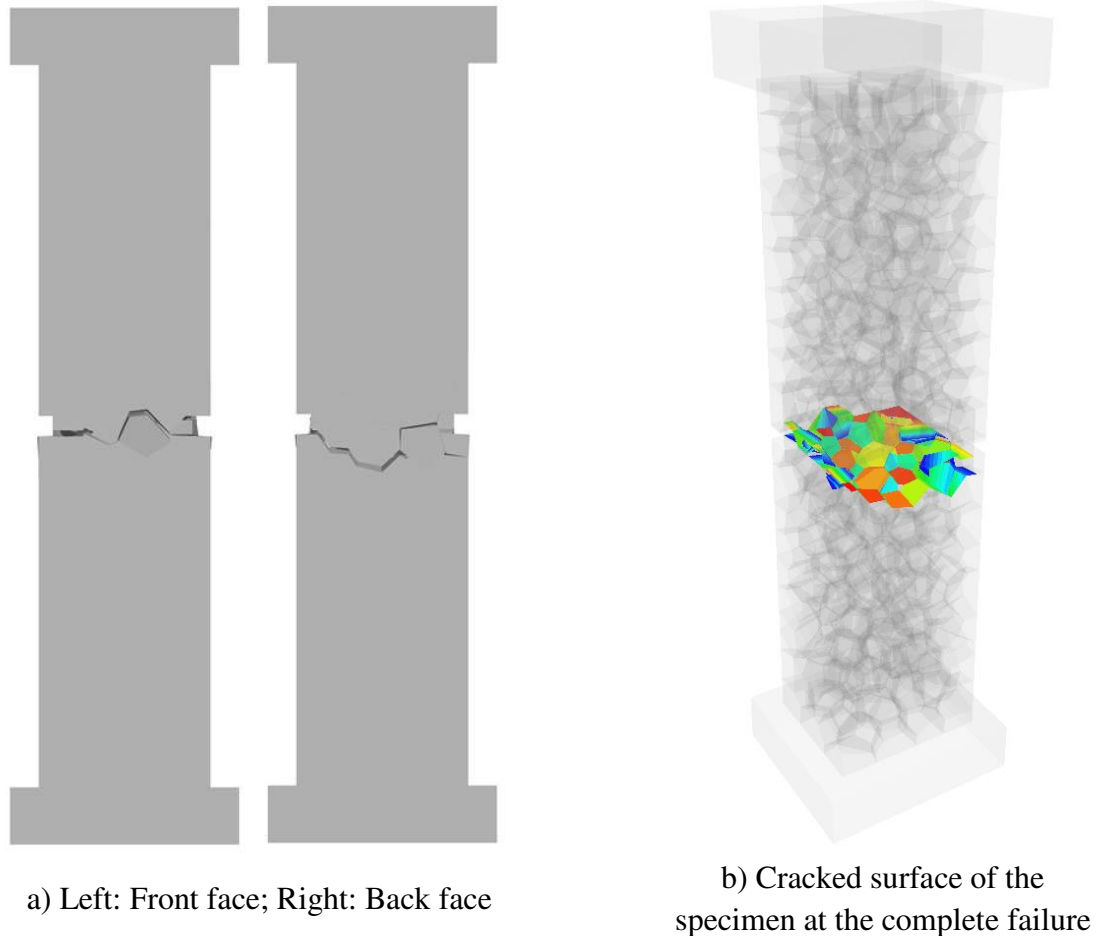 a) Left: Front face; Right: Back face
b) Cracked surface of the
specimen at the complete failure